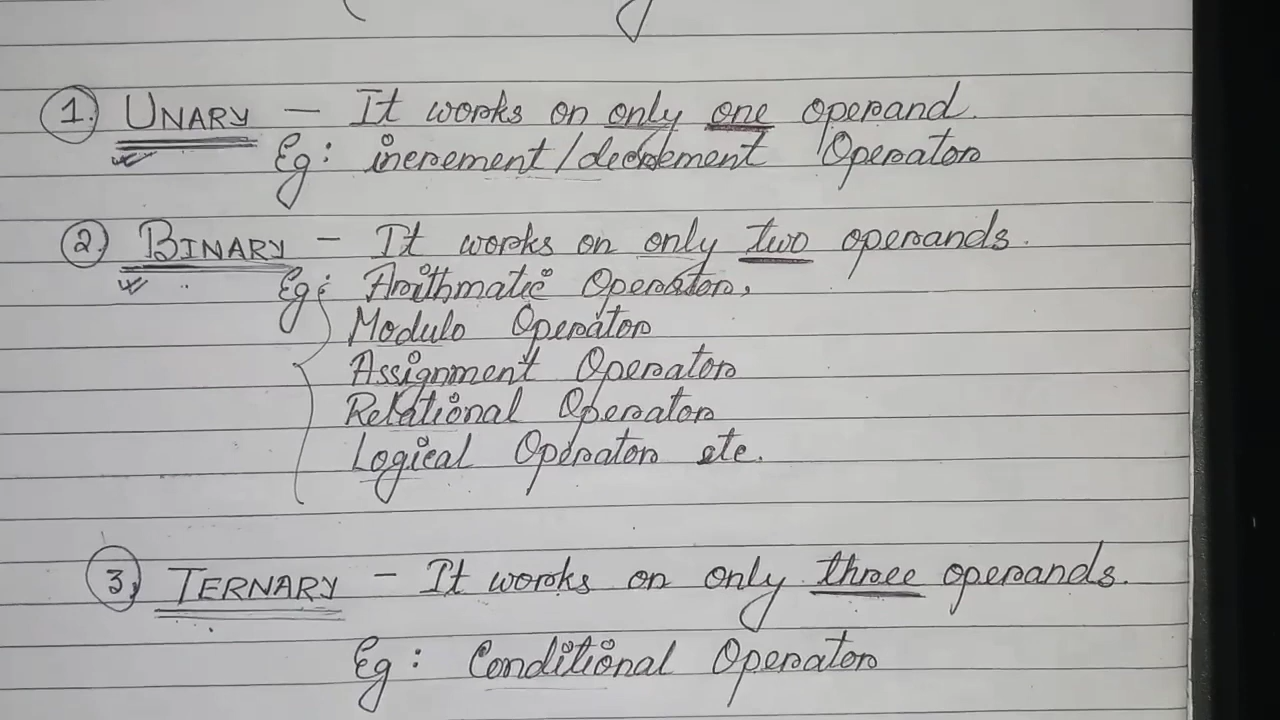 1. UNARY – It works on only one operand.
Eg: increment/decrement Operator
2. BINARY – It works on only two operands.
Eg: Arithmatic Operator,
Modulo Operator
Assignment Operator
Relational Operator
Logical Operator etc.
3. TERNARY – It works on only three operands.
Eg: Conditional Operator